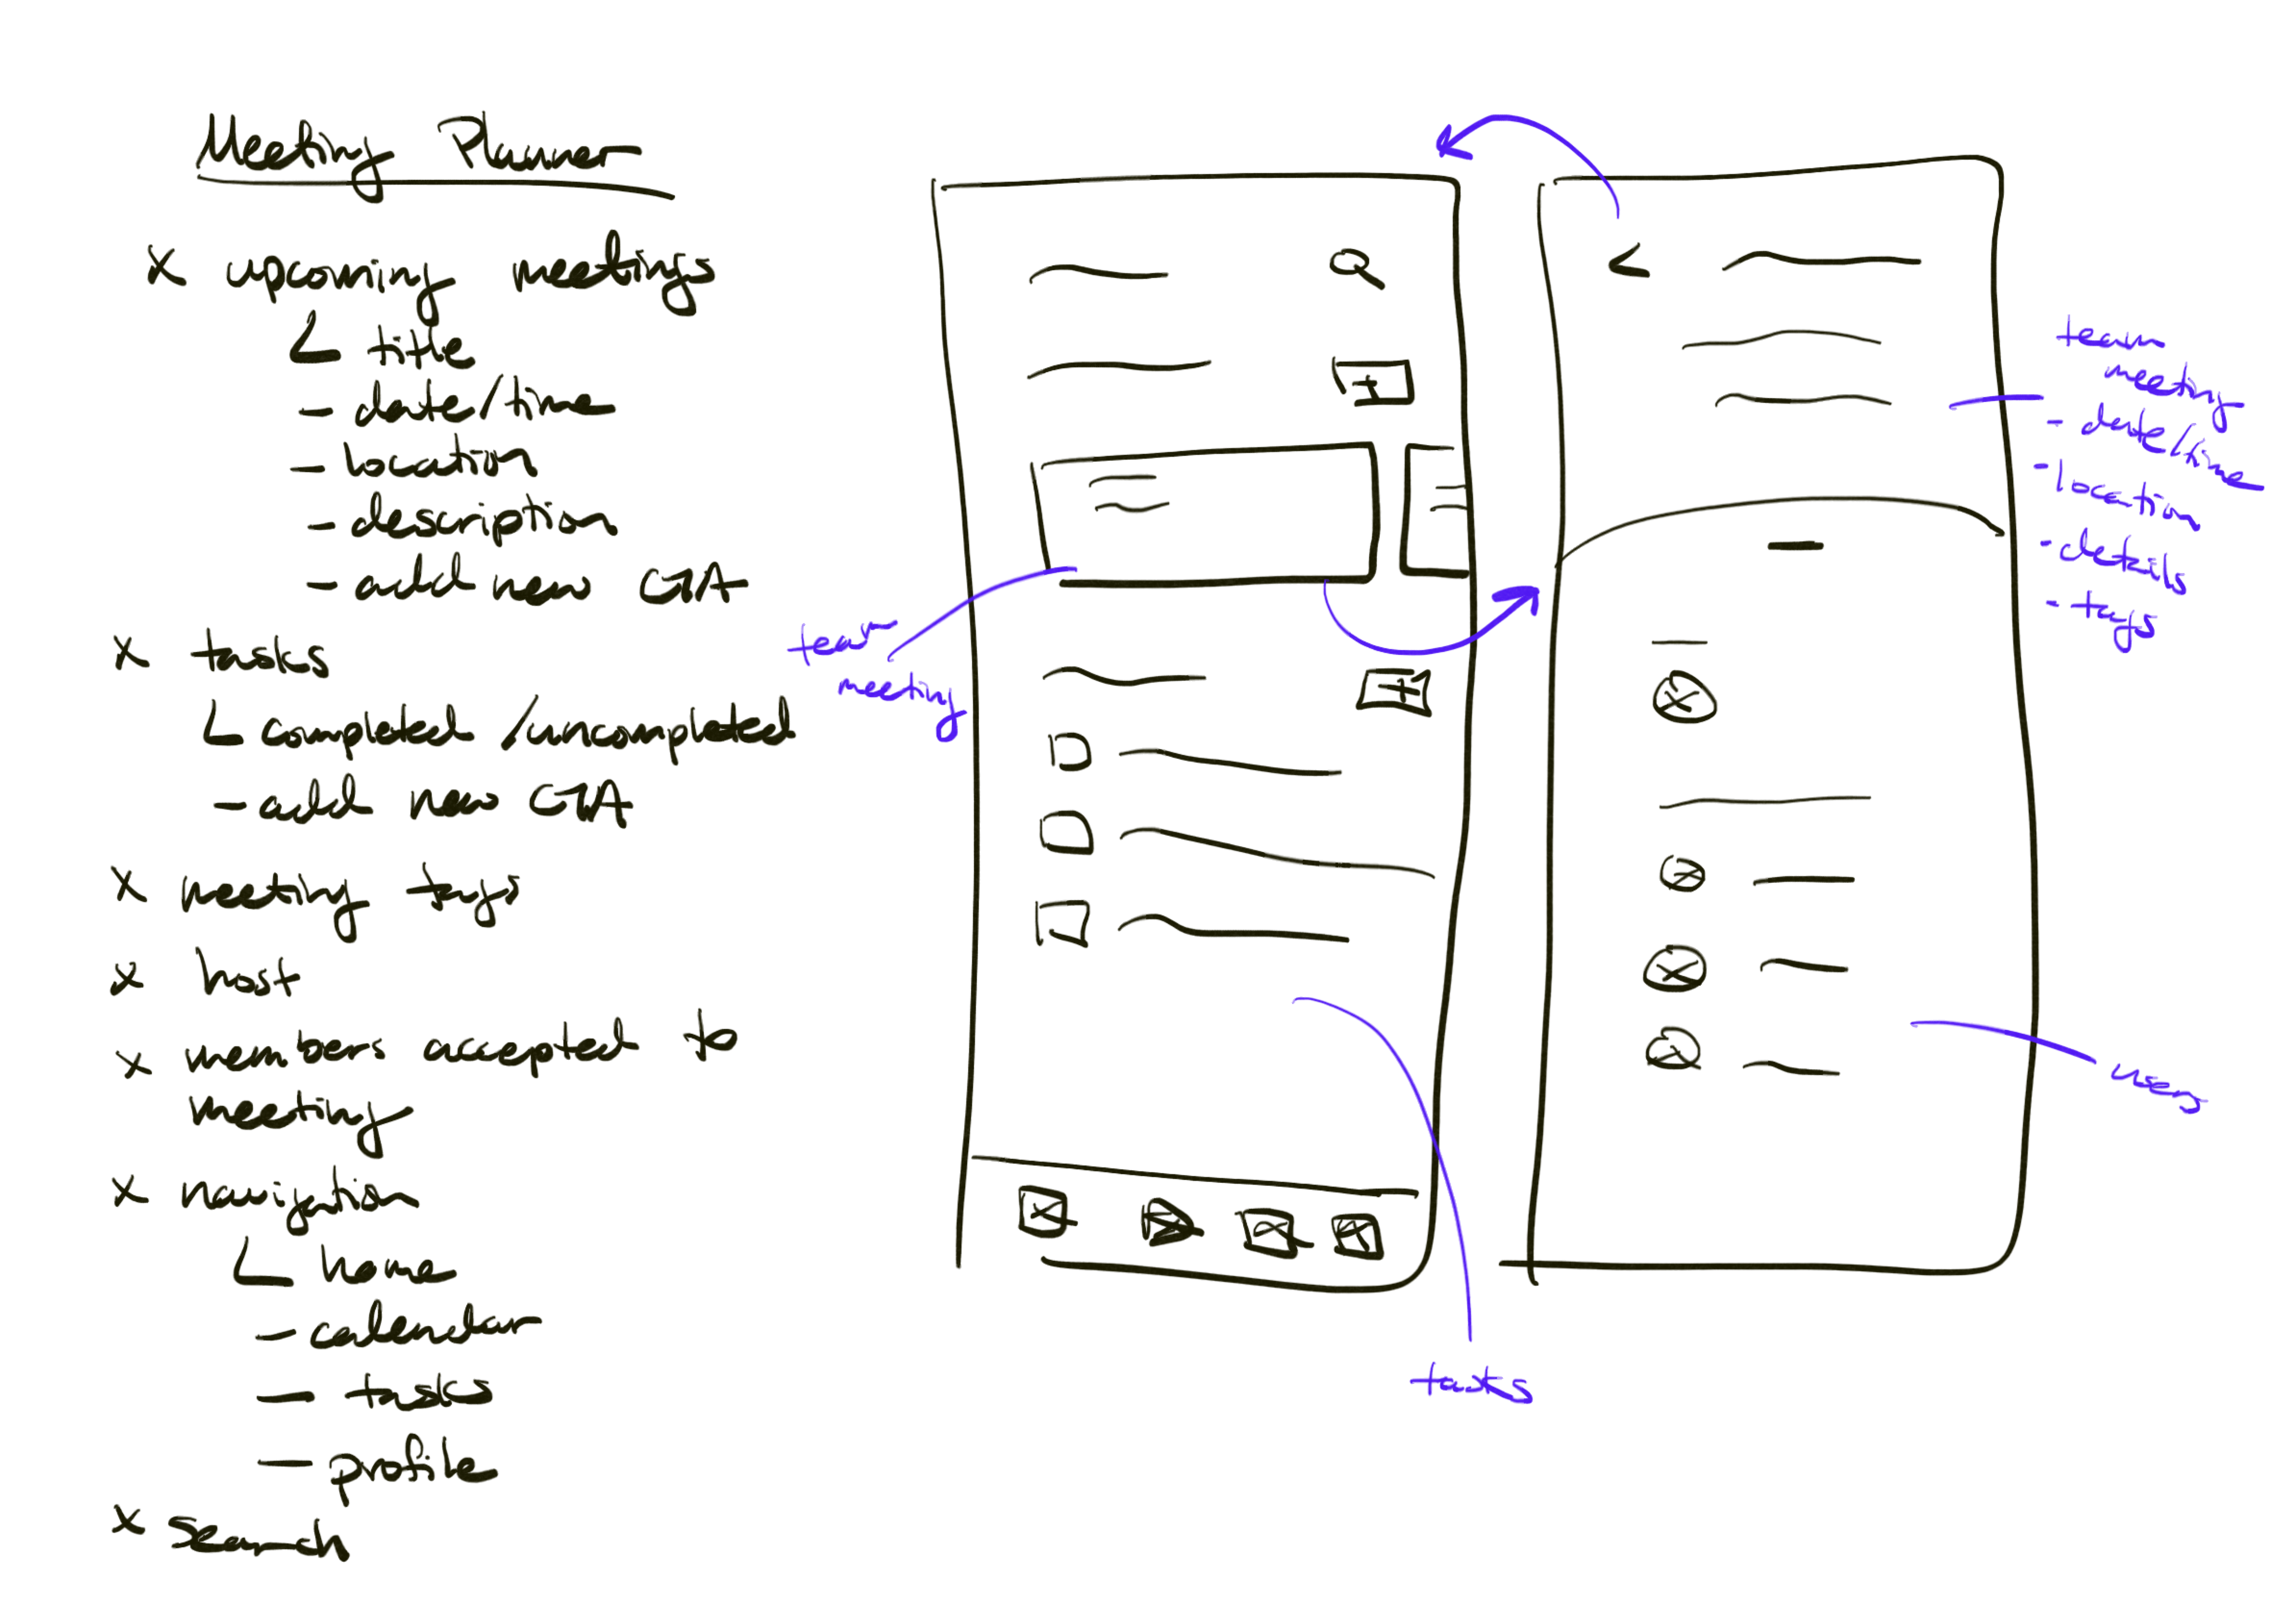 Meeting Planner
x upcoming meetings
title
- date/time
- location
- description
- add new CTA
x tasks
completed/uncompleted
- add new CTA
x meeting tags
x host
x members accepted to
meeting
x navigation
home
- calendar
- tasks
- profile
x search
team
meeting
tasks
<
team
meeting
- date/time
- location
- details
- tags
users